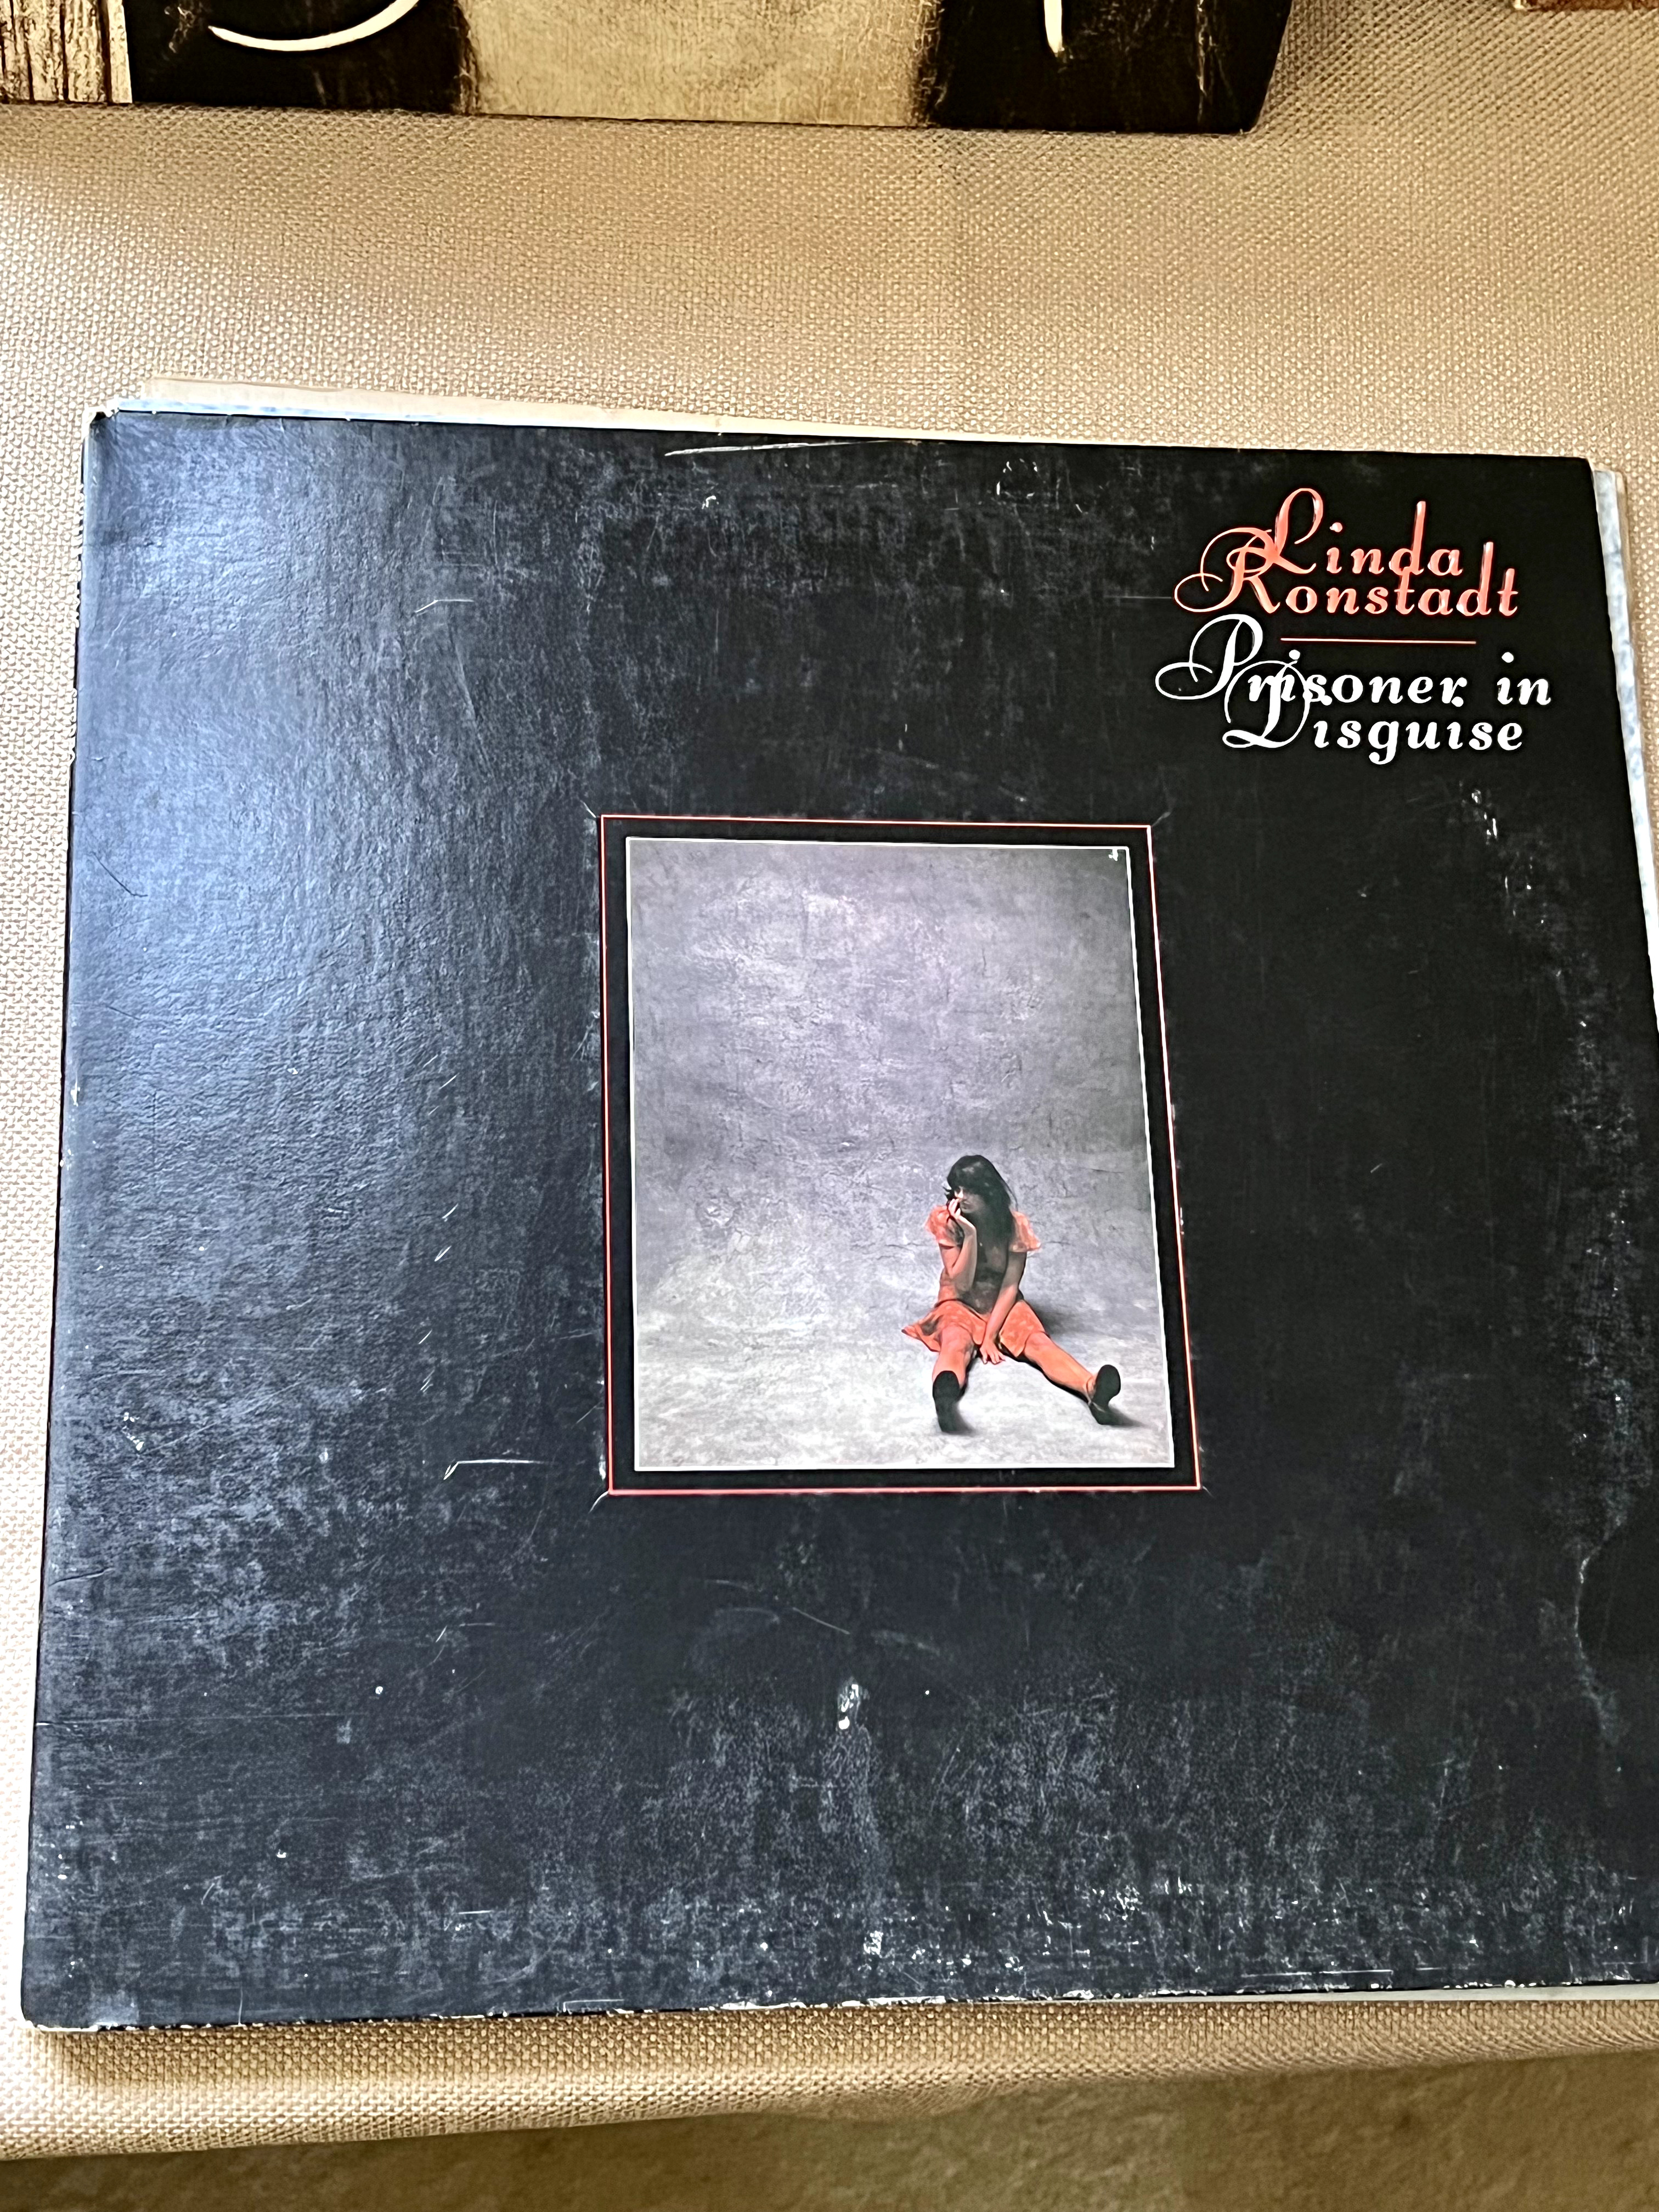 Linda
Ronstadt
Prisoner in
Disguise